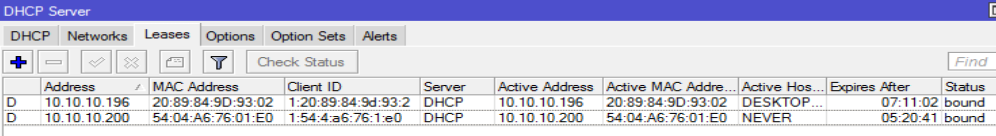 DHCP Server
DHCP Networks Leases Options Option Sets Alerts
Check Status Find
Address MAC Address Client ID Server Active Address Active MAC Addre... Active Hos... Expires After Status
D 10.10.10.196 20:89:84:9D:93:02 1:20:89:84:9d:93:2 DHCP 10.10.10.196 20:89:84:9D:93:02 DESKTOP... 07:11:02 bound
D 10.10.10.200 54:04:A6:76:01:E0 1:54:4:a6:76:1:e0 DHCP 10.10.10.200 54:04:A6:76:01:E0 NEVER 05:20:41 bound